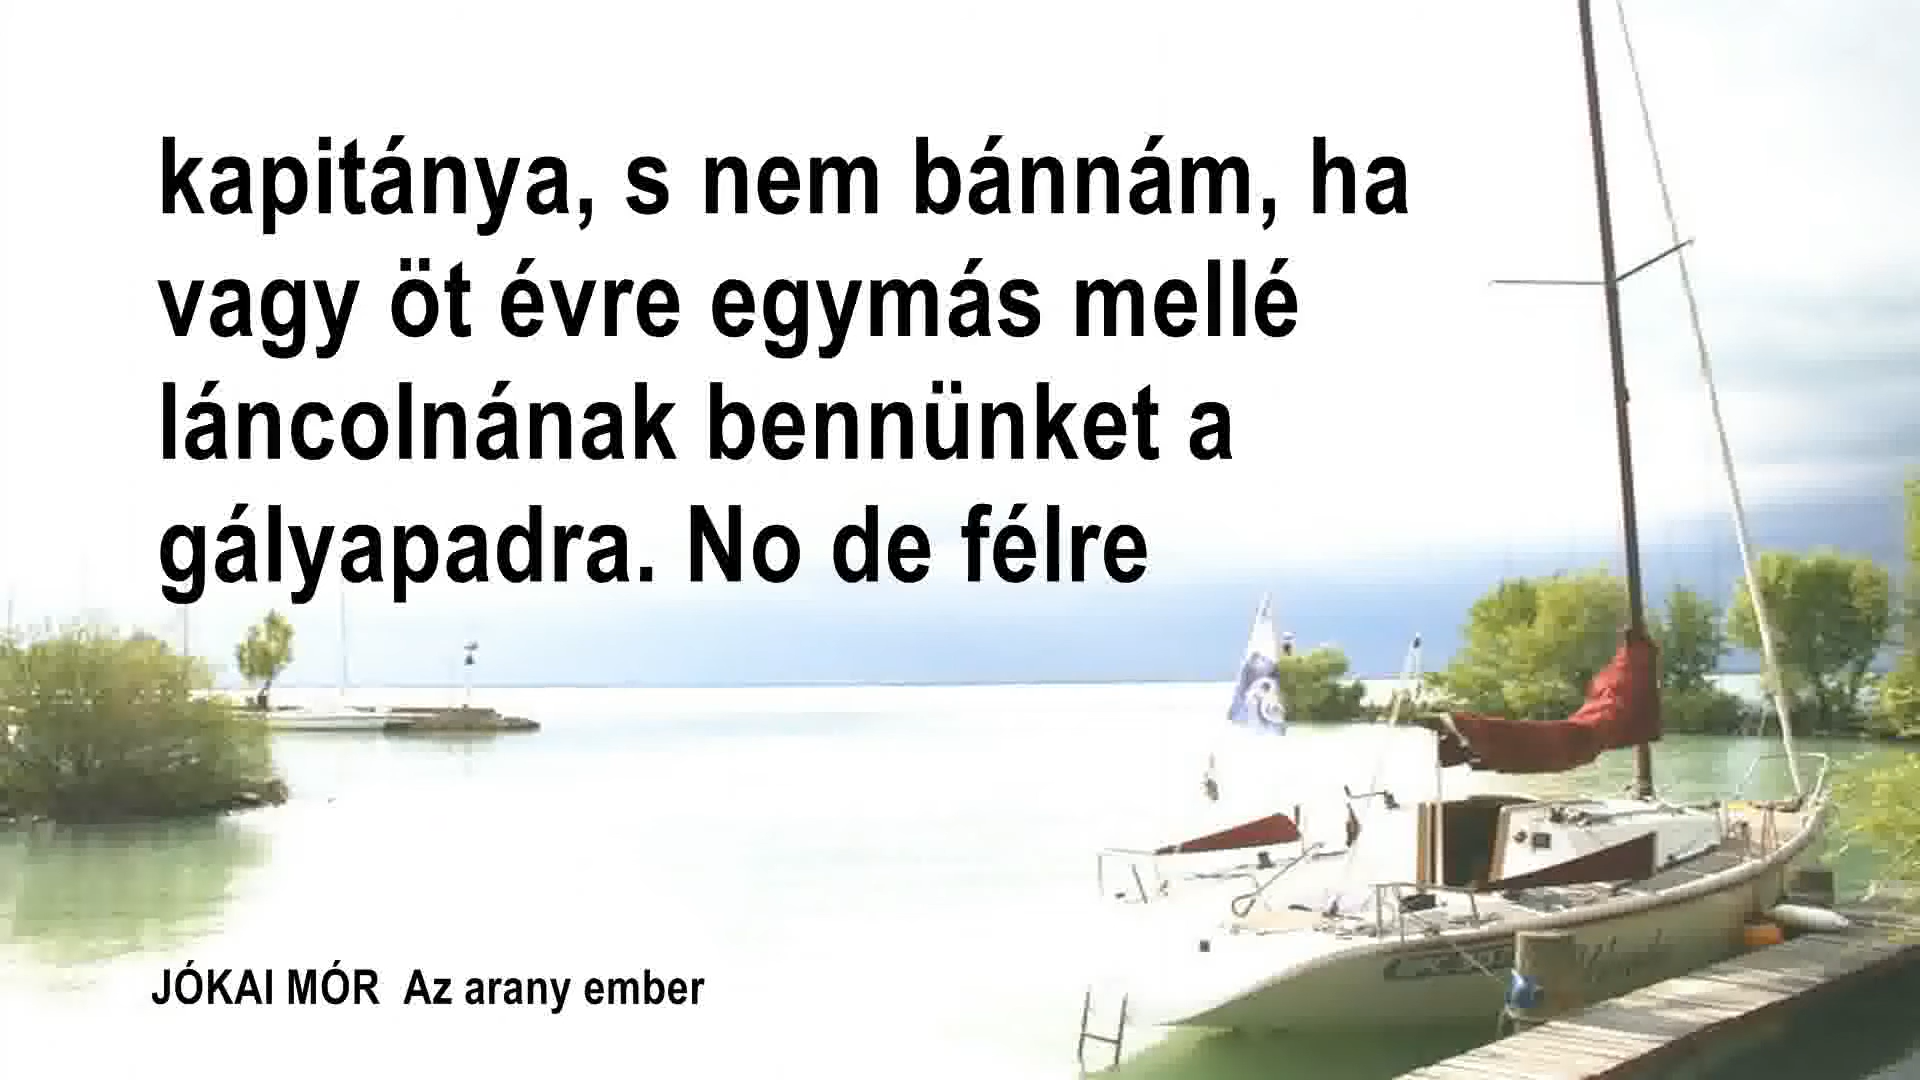 kapitánya, s nem bánnám, ha
vagy öt évre egymás mellé
láncolnának bennünket a
gályapadra. No de félre
JÓKAI MÓR Az arany ember